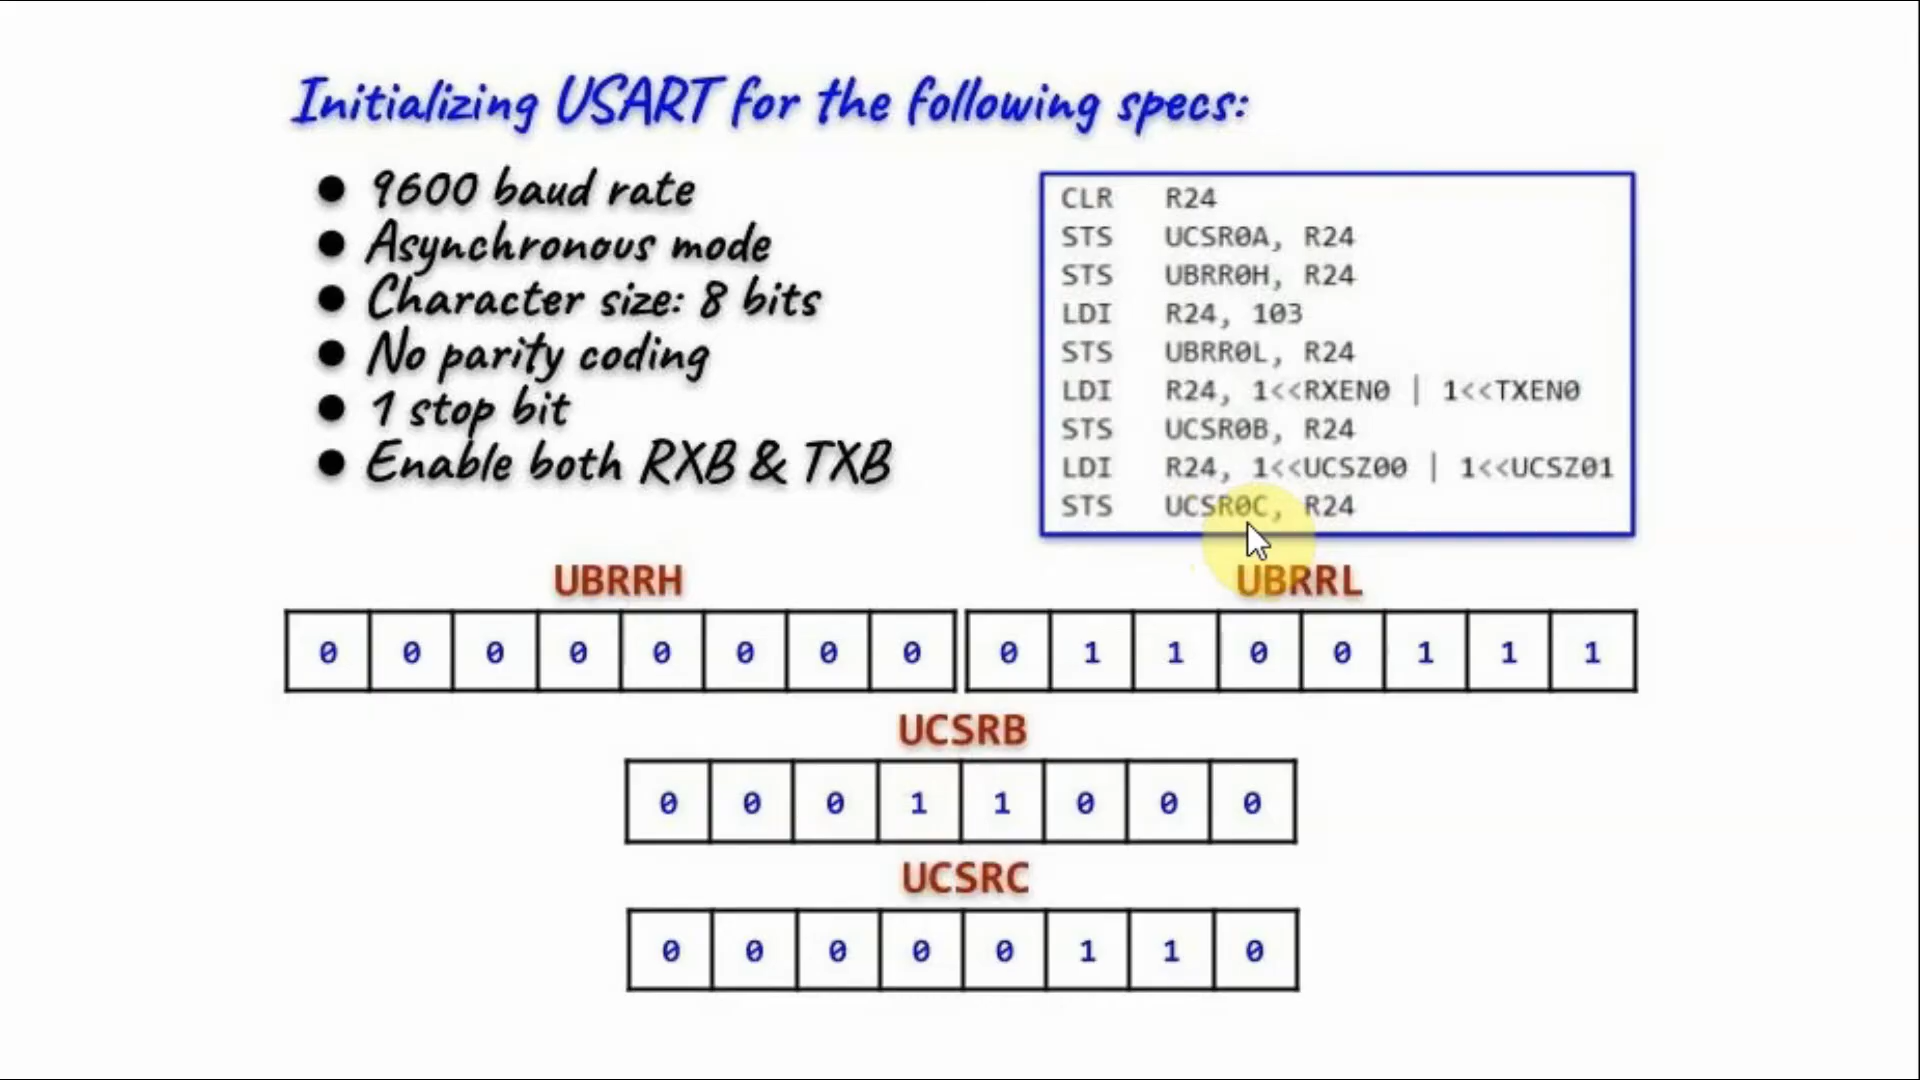 Initializing USART for the following specs:
● 9600 baud rate
● Asynchronous mode
● Character size: 8 bits
● No parity coding
● 1 stop bit
● Enable both RXB & TXB
CLR R24
STS UCSR0A, R24
STS UBRR0H, R24
LDI R24, 103
STS UBRR0L, R24
LDI R24, 1<<RXEN0 | 1<<TXEN0
STS UCSR0B, R24
LDI R24, 1<<UCSZ00 | 1<<UCSZ01
STS UCSR0C, R24
UBRRH
0 0 0 0 0 0 0 0
UBRRL
0 1 1 0 0 1 1 1
UCSRB
0 0 0 1 1 0 0 0
UCSRC
0 0 0 0 0 1 1 0